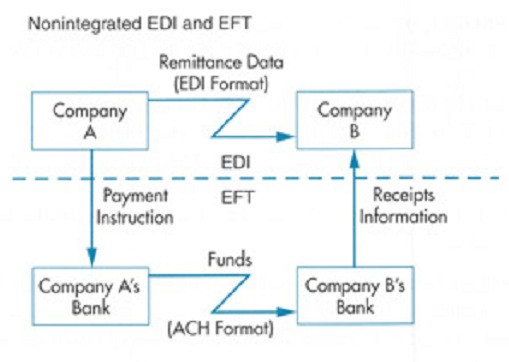 Nonintegrated EDI and EFT
Remittance Data
(EDI Format)
Company
A
Company
B
EDI
EFT
Payment
Instruction
Receipts
Information
Funds
Company A's
Bank
Company B's
Bank
(ACH Format)